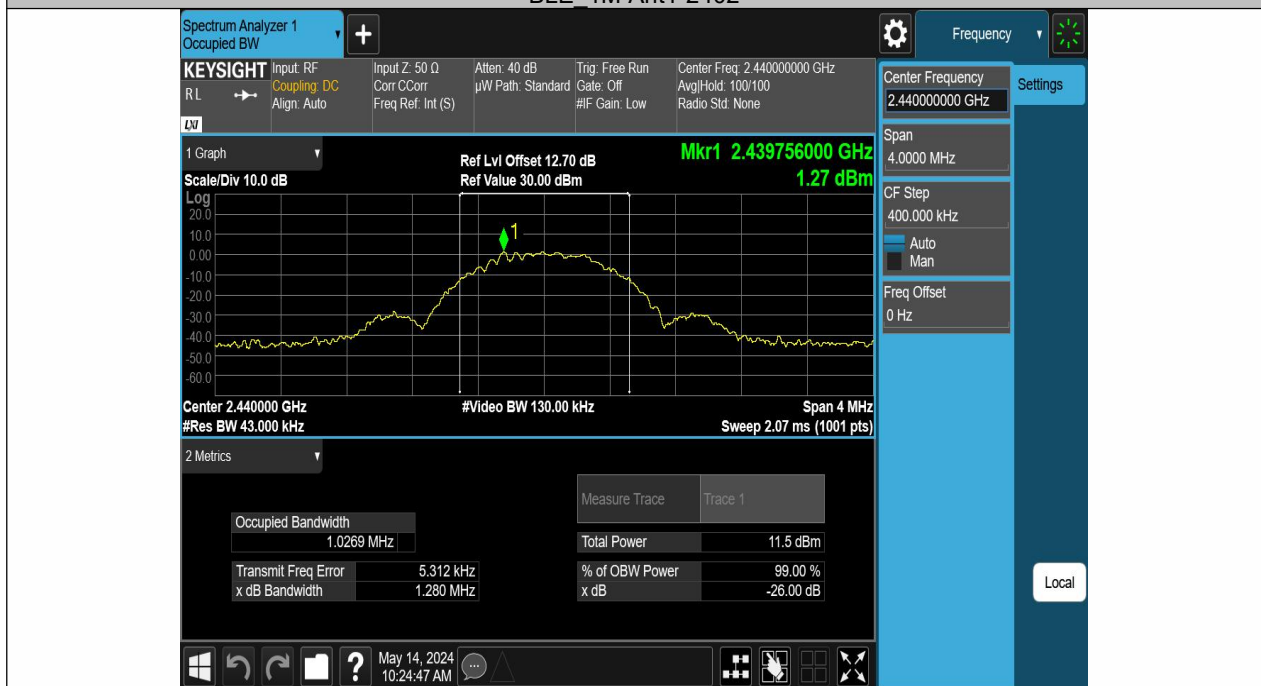 Spectrum Analyzer 1
Occupied BW
Frequency
KEYSIGHT
RL
LXI
Input: RF
Coupling: DC
Align: Auto
Input Z: 50 Ω
Corr CCorr
Freq Ref: Int (S)
Atten: 40 dB
µW Path: Standard
Trig: Free Run
Gate: Off
#IF Gain: Low
Center Freq: 2.440000000 GHz
Avg|Hold: 100/100
Radio Std: None
Center Frequency
2.440000000 GHz
Settings
Span
4.0000 MHz
CF Step
400.000 kHz
Auto
Man
Freq Offset
0 Hz
Local
1 Graph
Scale/Div 10.0 dB
Ref Lvl Offset 12.70 dB
Ref Value 30.00 dBm
Mkr1 2.439756000 GHz
1.27 dBm
Log
20.0
10.0
0.00
-10.0
-20.0
-30.0
-40.0
-50.0
-60.0
1
Center 2.440000 GHz
#Video BW 130.00 kHz
Span 4 MHz
#Res BW 43.000 kHz
Sweep 2.07 ms (1001 pts)
2 Metrics
Measure Trace Trace 1
Occupied Bandwidth
1.0269 MHz
Total Power 11.5 dBm
Transmit Freq Error 5.312 kHz
% of OBW Power 99.00 %
x dB Bandwidth 1.280 MHz
x dB -26.00 dB
?
May 14, 2024
10:24:47 AM